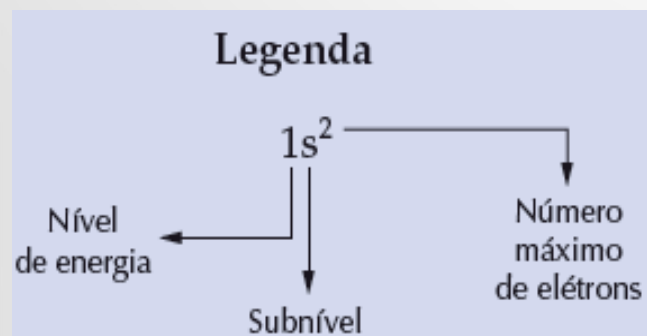 Legenda
1s²
Nível
de energia
Subnível
Número
máximo
de elétrons